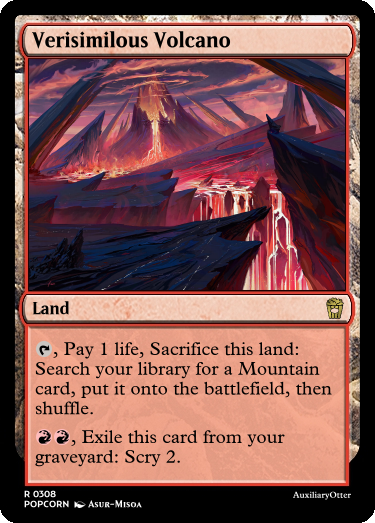 Verisimilous Volcano
Land
, Pay 1 life, Sacrifice this land:
Search your library for a Mountain
card, put it onto the battlefield, then
shuffle.
, Exile this card from your
graveyard: Scry 2.
R 0308
AuxiliaryOtter
POPCORN Asur-Misoa